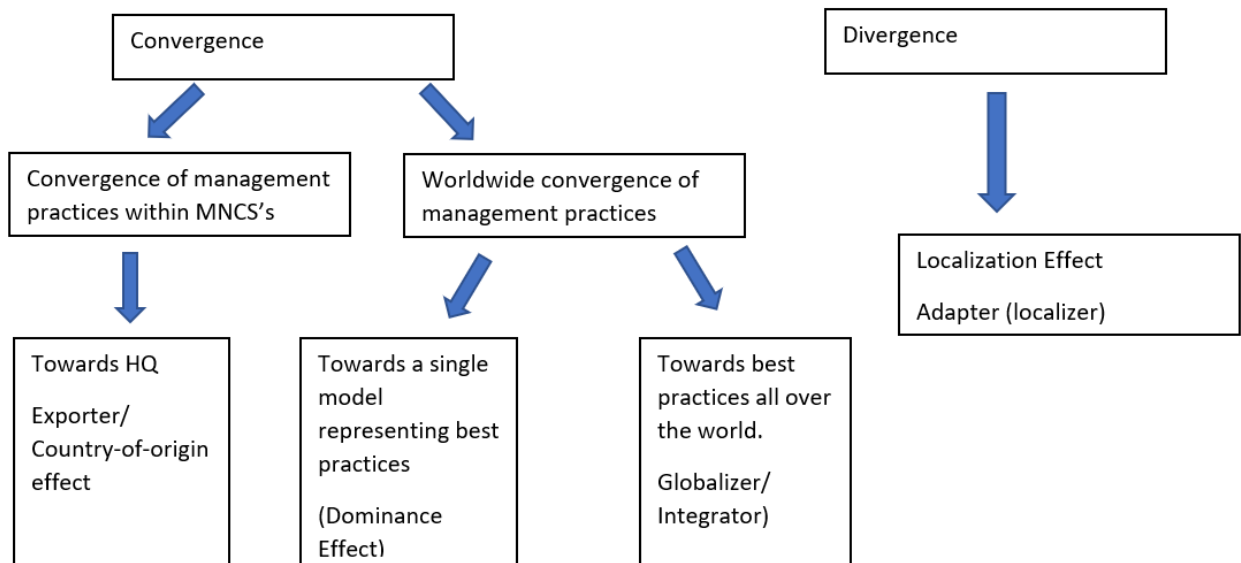 Convergence
Divergence
Convergence of management
practices within MNCS's
Worldwide convergence of
management practices
Localization Effect
Adapter (localizer)
Towards HQ
Exporter/
Country-of-origin
effect
Towards a single
model
representing best
practices
(Dominance
Effect)
Towards best
practices all over
the world.
Globalizer/
Integrator)